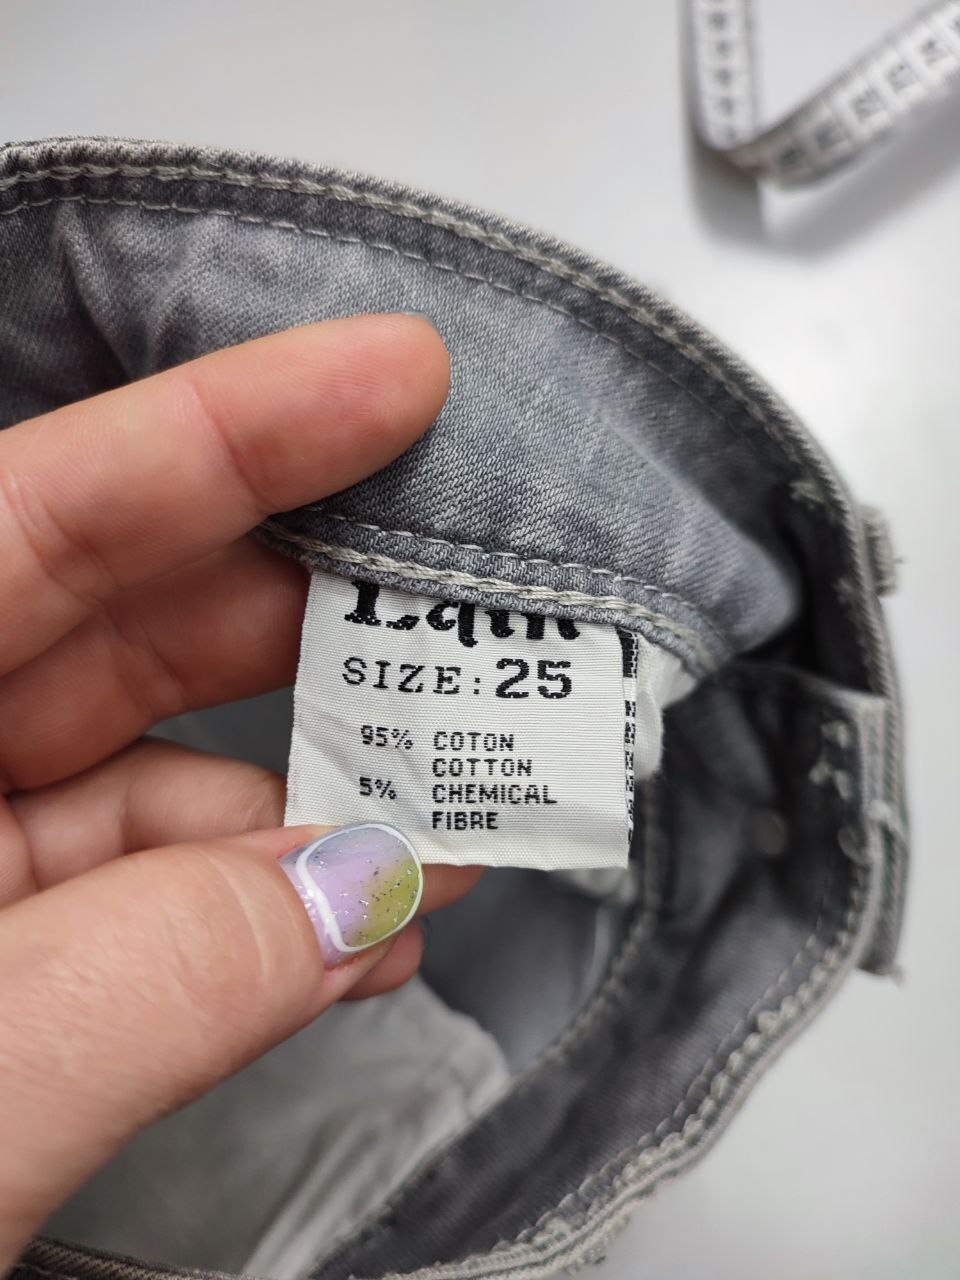 SIZE: 25
95% COTON
COTTON
5% CHEMICAL
FIBRE